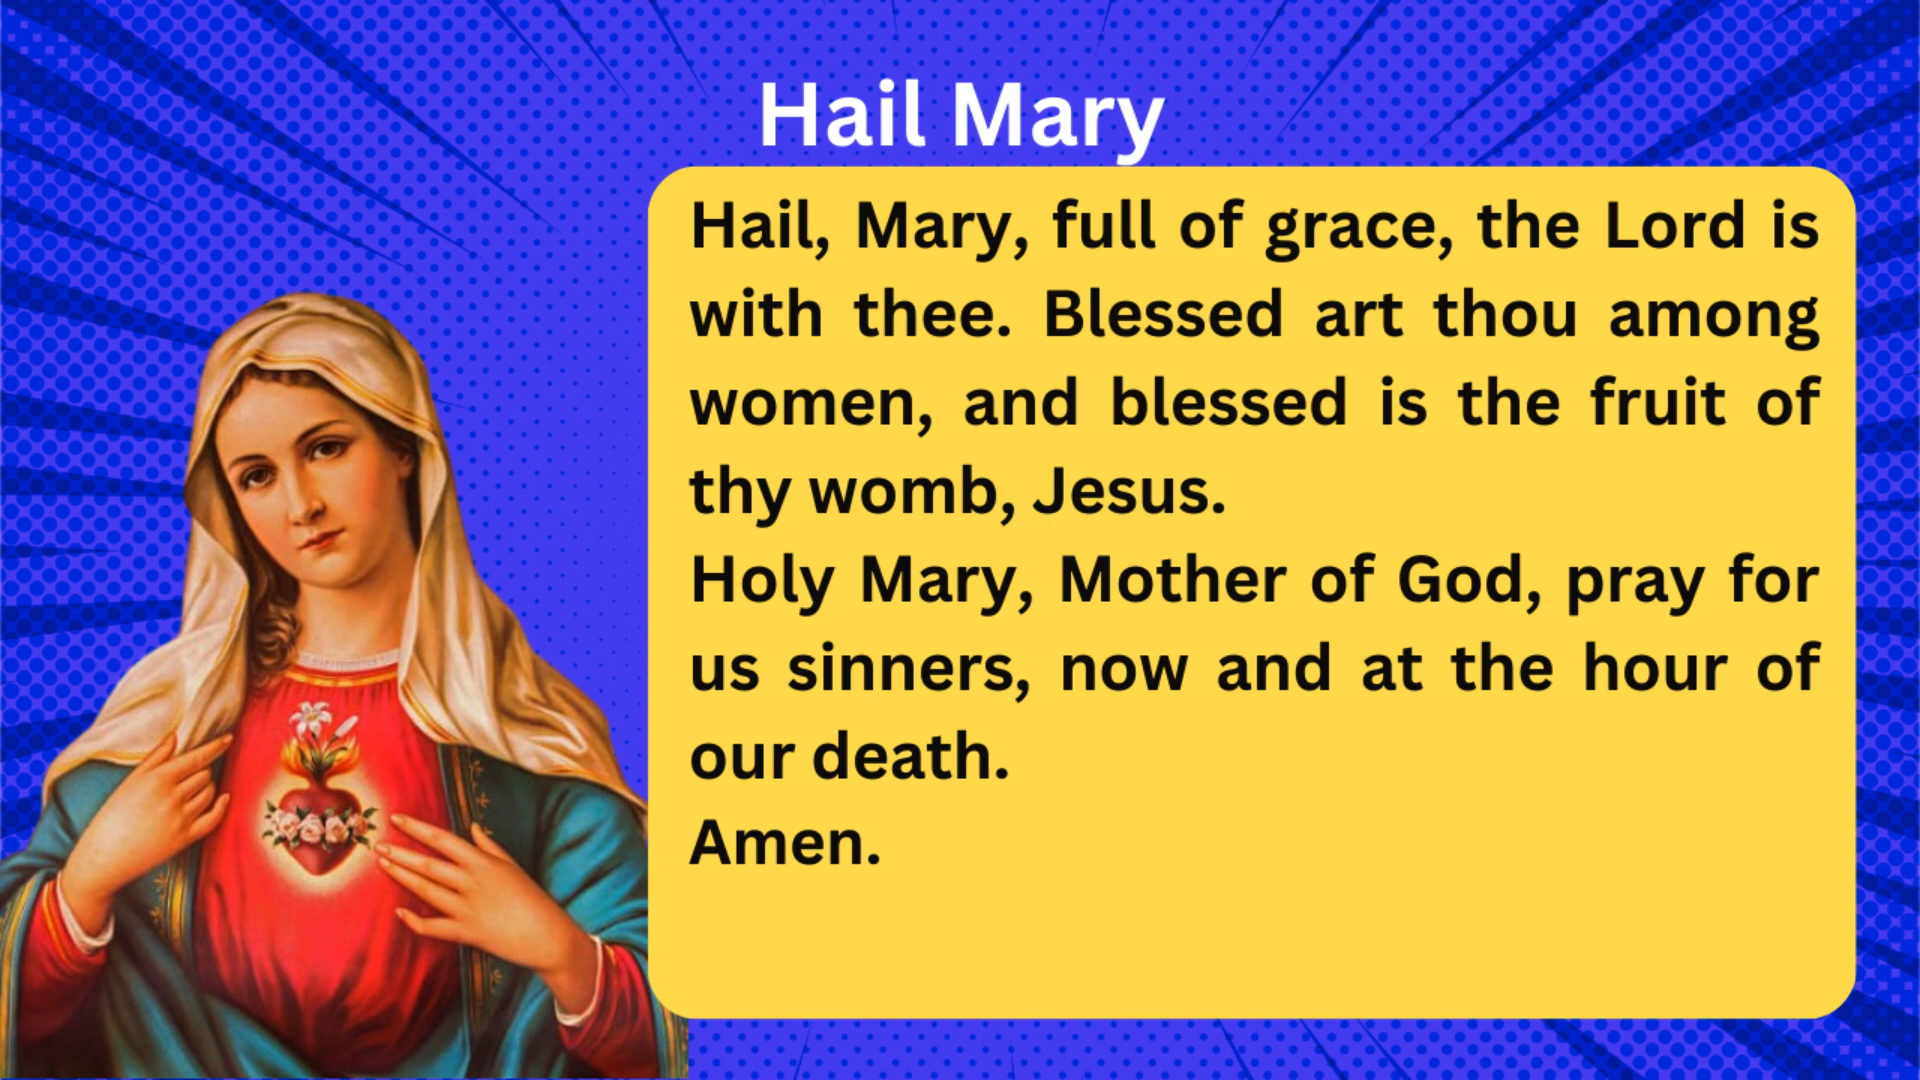 Hail Mary
Hail, Mary, full of grace, the Lord is
with thee. Blessed art thou among
women, and blessed is the fruit of
thy womb, Jesus.
Holy Mary, Mother of God, pray for
us sinners, now and at the hour of
our death.
Amen.